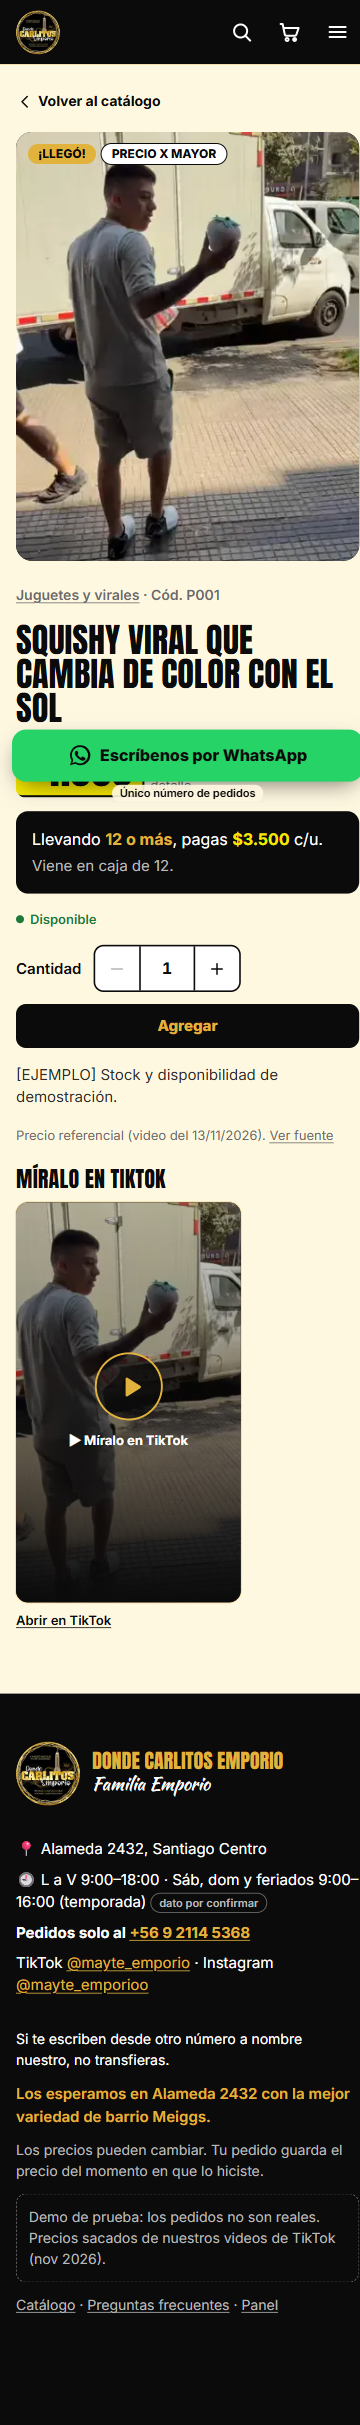 Volver al catálogo
¡LLEGÓ!
PRECIO X MAYOR
Juguetes y virales · Cód. P001
SQUISHY VIRAL QUE
CAMBIA DE COLOR CON EL
SOL
Escríbenos por WhatsApp
Único número de pedidos
Llevando 12 o más, pagas $3.500 c/u.
Viene en caja de 12.
Disponible
Cantidad
1
Agregar
[EJEMPLO] Stock y disponibilidad de
demostración.
Precio referencial (video del 13/11/2026). Ver fuente
MÍRALO EN TIKTOK
▶ Míralo en TikTok
Abrir en TikTok
DONDE CARLITOS EMPORIO
Familia Emporio
📍 Alameda 2432, Santiago Centro
🕘 L a V 9:00–18:00 · Sáb, dom y feriados 9:00–
16:00 (temporada) dato por confirmar
Pedidos solo al +56 9 2114 5368
TikTok @mayte_emporio · Instagram
@mayte_emporioo
Si te escriben desde otro número a nombre
nuestro, no transfieras.
Los esperamos en Alameda 2432 con la mejor
variedad de barrio Meiggs.
Los precios pueden cambiar. Tu pedido guarda el
precio del momento en que lo hiciste.
Demo de prueba: los pedidos no son reales.
Precios sacados de nuestros videos de TikTok
(nov 2026).
Catálogo · Preguntas frecuentes · Panel